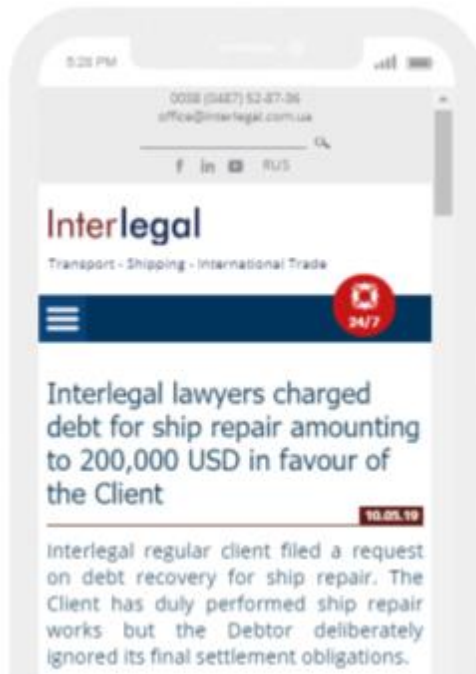 5:28 PM
0038 (0487) 52-87-36
office@interlegal.com.ua
f in RUS
Interlegal
Transport - Shipping - International Trade
24/7
Interlegal lawyers charged
debt for ship repair amounting
to 200,000 USD in favour of
the Client
10.05.19
Interlegal regular client filed a request
on debt recovery for ship repair. The
Client has duly performed ship repair
works but the Debtor deliberately
ignored its final settlement obligations.